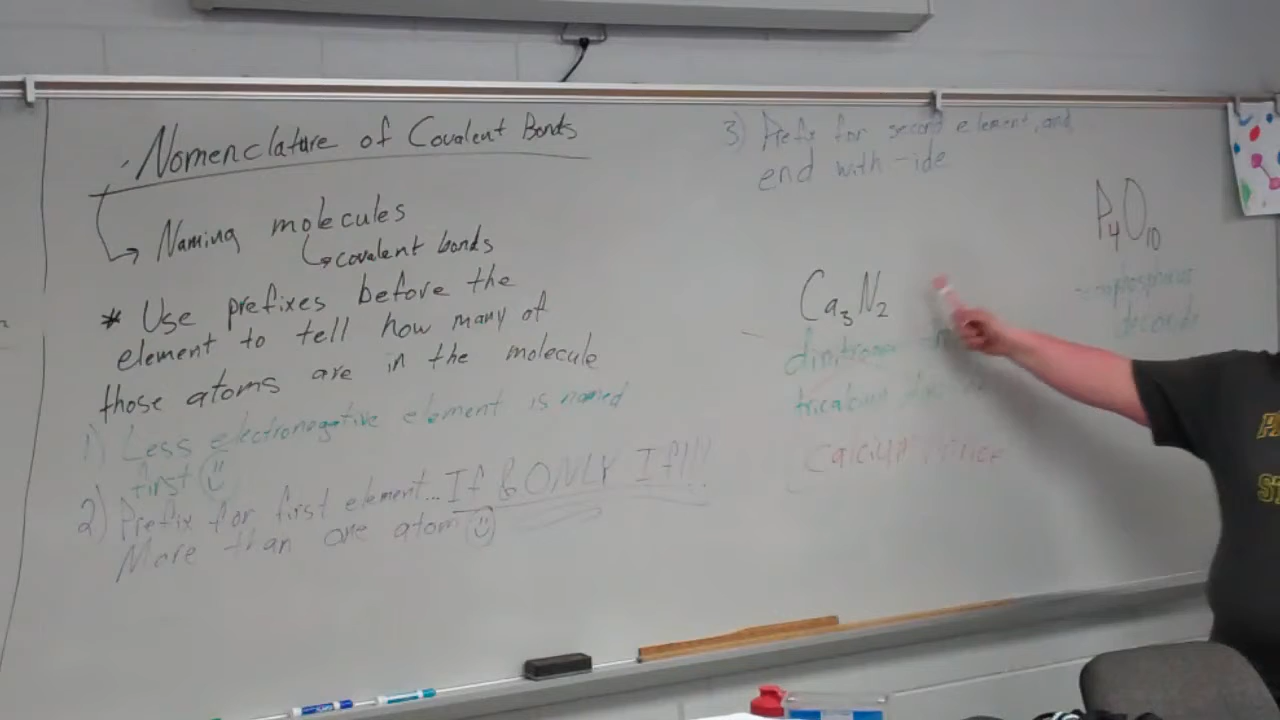 Nomenclature of Covalent Bonds
Naming molecules
covalent bonds
* Use prefixes before the
element to tell how many of
those atoms are in the molecule
1) Less electronegative element is named
first
2) Prefix for first element... If & ONLY If!!!
More than one atom
3) Prefix for second element, and
end with -ide
Ca3N2
tricalcium
P4O10